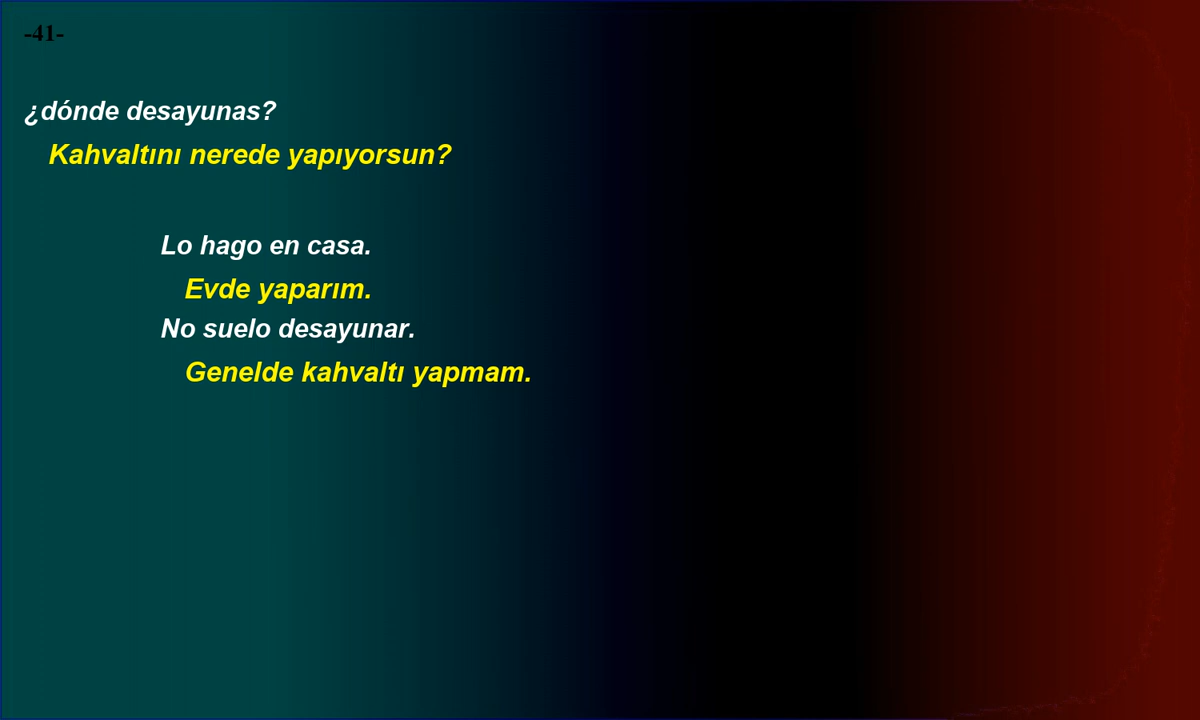 -41-
¿dónde desayunas?
Kahvaltını nerede yapıyorsun?
Lo hago en casa.
Evde yaparım.
No suelo desayunar.
Genelde kahvaltı yapmam.